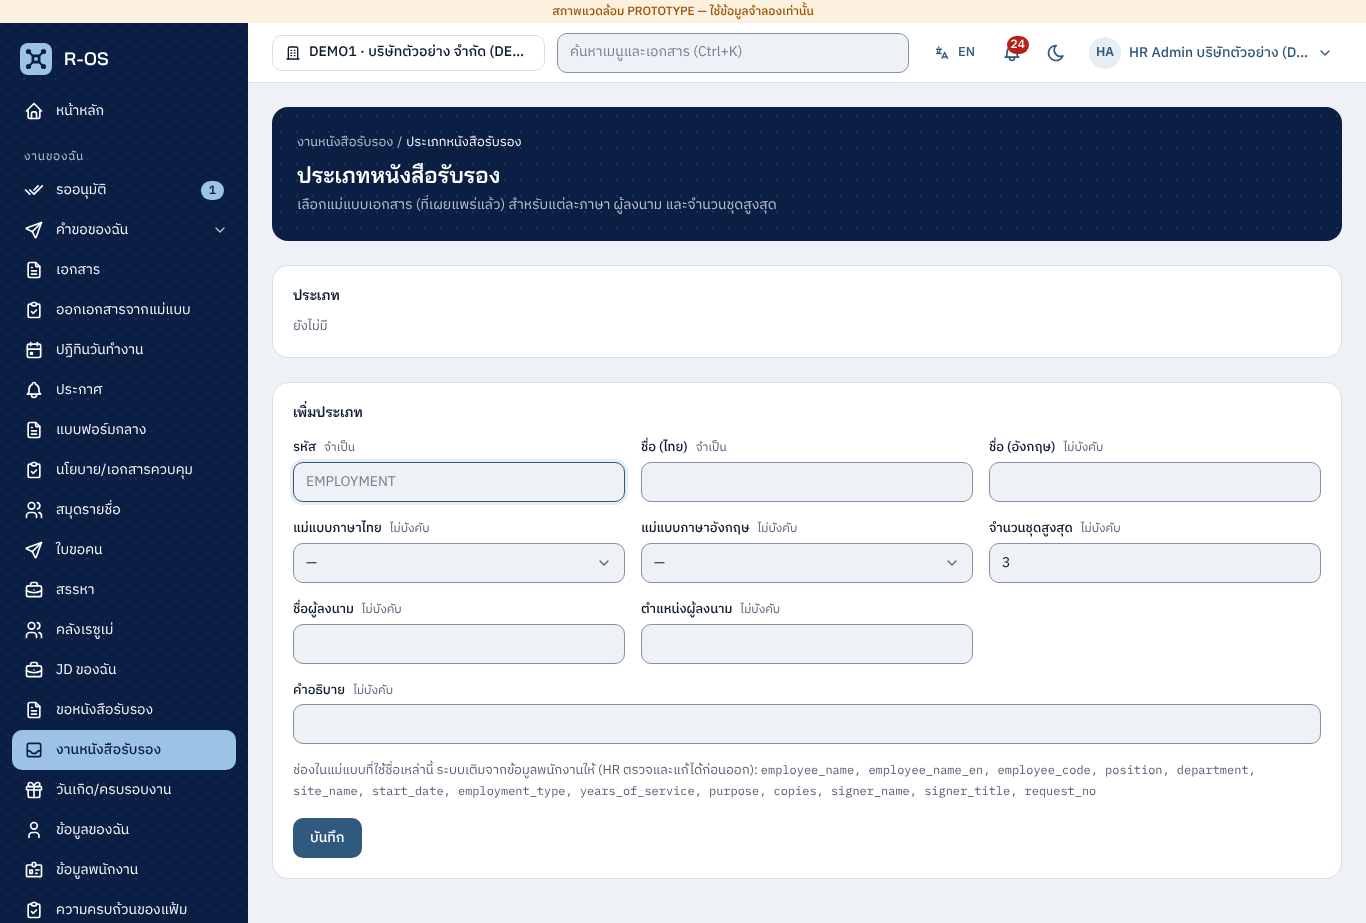 สภาพแวดล้อม PROTOTYPE — ใช้ข้อมูลจำลองเท่านั้น
R-OS
DEMO1 · บริษัทตัวอย่าง จำกัด (DE...
ค้นหาเมนูและเอกสาร (Ctrl+K)
EN
24
HA
HR Admin บริษัทตัวอย่าง (D...
หน้าหลัก
งานของฉัน
รออนุมัติ
1
คำขอของฉัน
เอกสาร
ออกเอกสารจากแม่แบบ
ปฏิทินวันทำงาน
ประกาศ
แบบฟอร์มกลาง
นโยบาย/เอกสารควบคุม
สมุดรายชื่อ
ใบขอคน
สรรหา
คลังเรซูเม่
JD ของฉัน
ขอหนังสือรับรอง
งานหนังสือรับรอง
วันเกิด/ครบรอบงาน
ข้อมูลของฉัน
ข้อมูลพนักงาน
ความครบถ้วนของแฟ้ม
งานหนังสือรับรอง / ประเภทหนังสือรับรอง
ประเภทหนังสือรับรอง
เลือกแม่แบบเอกสาร (ที่เผยแพร่แล้ว) สำหรับแต่ละภาษา ผู้ลงนาม และจำนวนชุดสูงสุด
ประเภท
ยังไม่มี
เพิ่มประเภท
รหัส จำเป็น
ชื่อ (ไทย) จำเป็น
ชื่อ (อังกฤษ) ไม่บังคับ
EMPLOYMENT
แม่แบบภาษาไทย ไม่บังคับ
แม่แบบภาษาอังกฤษ ไม่บังคับ
จำนวนชุดสูงสุด ไม่บังคับ
—
—
3
ชื่อผู้ลงนาม ไม่บังคับ
ตำแหน่งผู้ลงนาม ไม่บังคับ
คำอธิบาย ไม่บังคับ
ช่องในแม่แบบที่ใช้ชื่อเหล่านี้ ระบบเติมจากข้อมูลพนักงานให้ (HR ตรวจและแก้ได้ก่อนออก): employee_name, employee_name_en, employee_code, position, department,
site_name, start_date, employment_type, years_of_service, purpose, copies, signer_name, signer_title, request_no
บันทึก